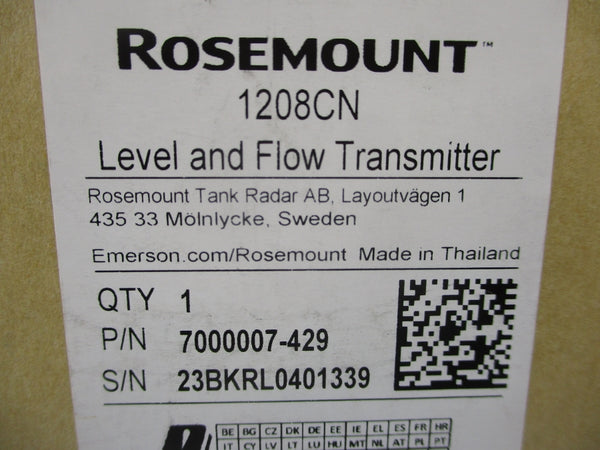 ROSEMOUNT™
1208CN
Level and Flow Transmitter
Rosemount Tank Radar AB, Layoutvägen 1
435 33 Mölnlycke, Sweden
Emerson.com/Rosemount Made in Thailand
QTY 1
P/N 7000007-429
S/N 23BKRL0401339
BE BG CZ DK DE EE IE EL ES FR HR
IT CY LV LT LU HU MT NL AT PL PT